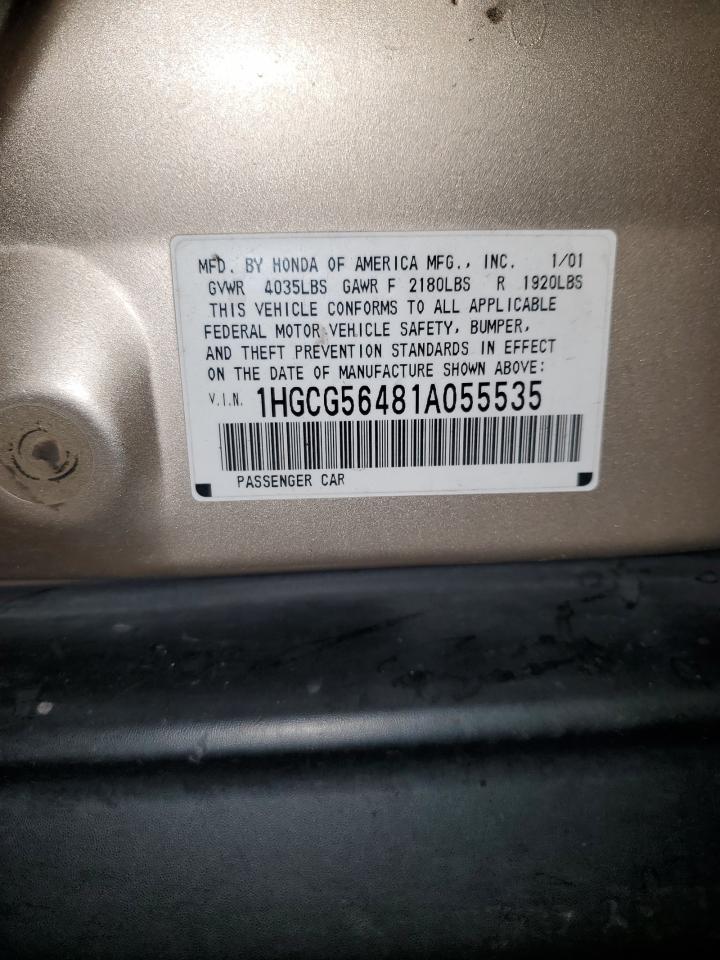 MFD. BY HONDA OF AMERICA MFG., INC. 1/01
GVWR 4035LBS GAWR F 2180LBS R 1920LBS
THIS VEHICLE CONFORMS TO ALL APPLICABLE
FEDERAL MOTOR VEHICLE SAFETY, BUMPER,
AND THEFT PREVENTION STANDARDS IN EFFECT
ON THE DATE OF MANUFACTURE SHOWN ABOVE:
V.I.N. 1HGCG56481A055535
PASSENGER CAR